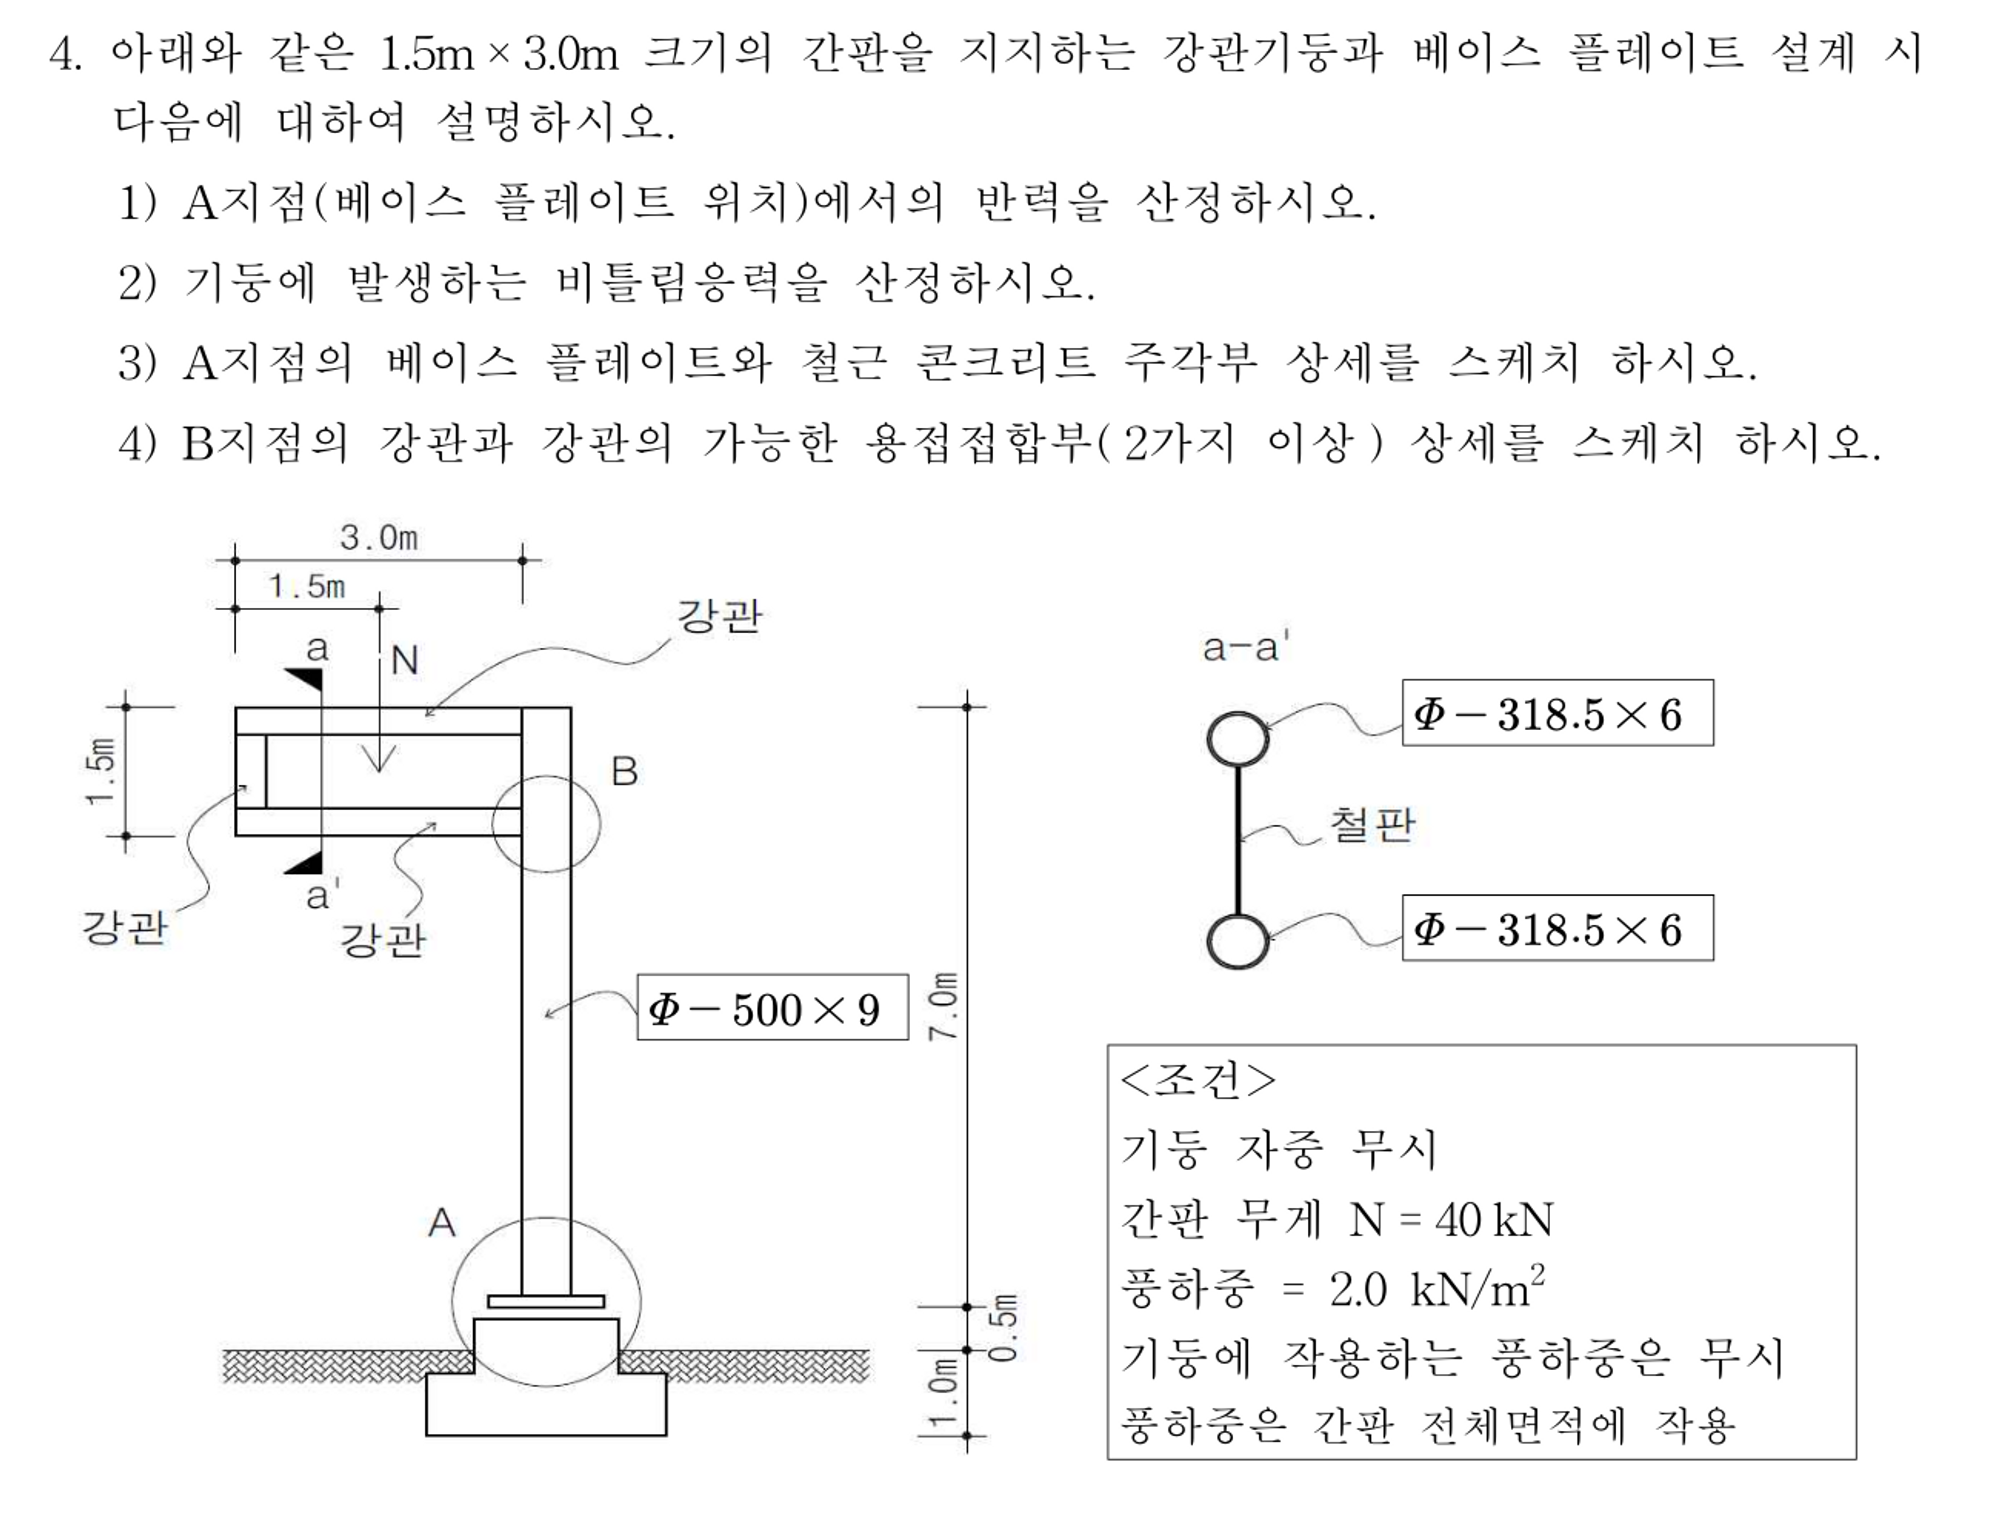 4. 아래와 같은 1.5m × 3.0m 크기의 간판을 지지하는 강관기둥과 베이스 플레이트 설계 시
다음에 대하여 설명하시오.
1) A지점(베이스 플레이트 위치)에서의 반력을 산정하시오.
2) 기둥에 발생하는 비틀림응력을 산정하시오.
3) A지점의 베이스 플레이트와 철근 콘크리트 주각부 상세를 스케치 하시오.
4) B지점의 강관과 강관의 가능한 용접접합부( 2가지 이상 ) 상세를 스케치 하시오.
3.0m
1.5m
강관
a
N
a-a'
Φ - 318.5 × 6
B
1.5m
철판
a'
강관
강관
Φ - 318.5 × 6
Φ - 500 × 9
7.0m
<조건>
기둥 자중 무시
A
간판 무게 N = 40 kN
풍하중 = 2.0 kN/m²
0.5m
기둥에 작용하는 풍하중은 무시
1.0m
풍하중은 간판 전체면적에 작용